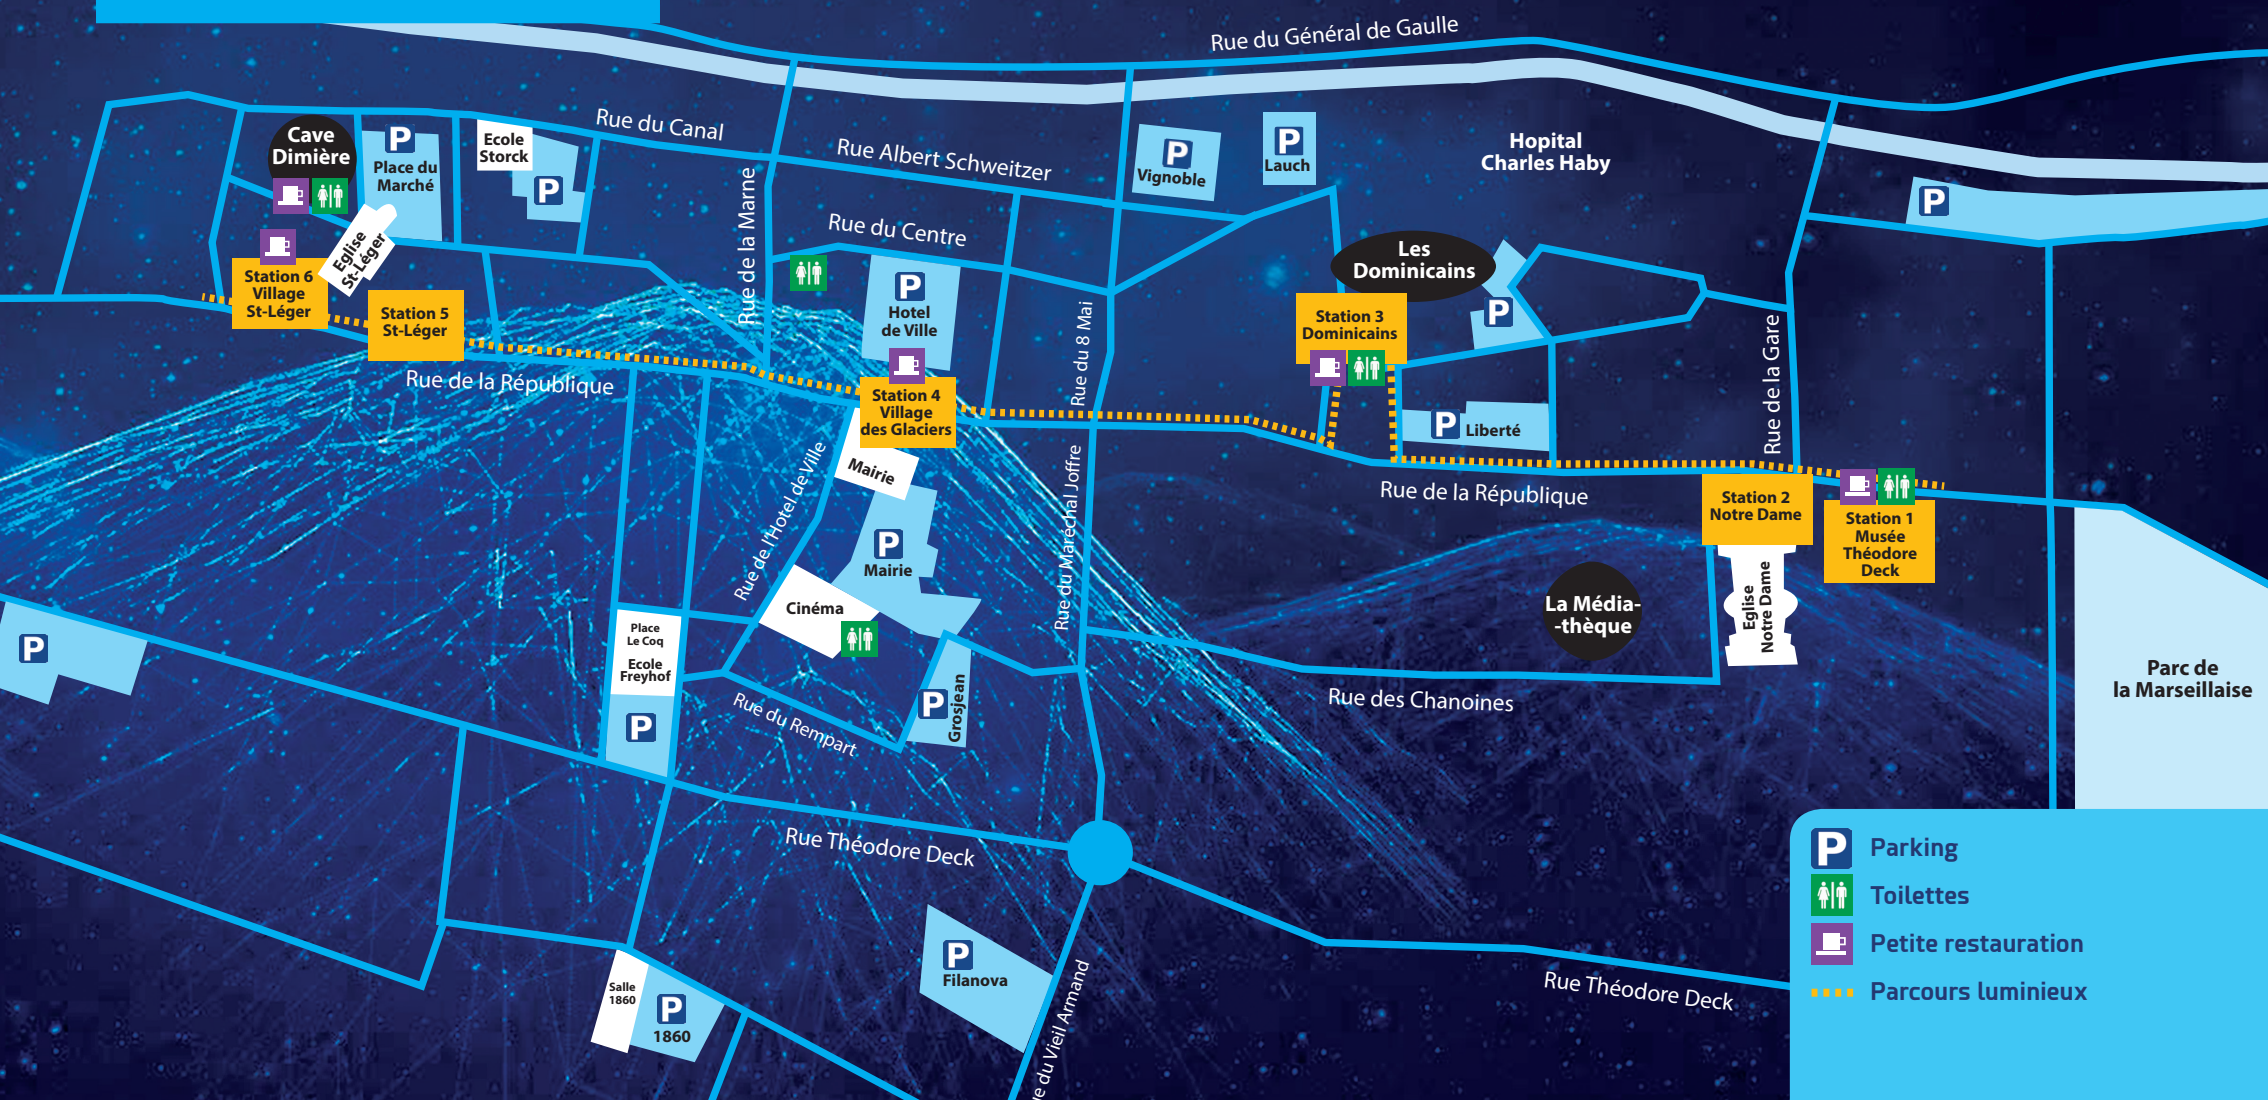 Rue du Général de Gaulle
Cave
Dimière
P
Place du
Marché
Ecole
Storck
P
Rue du Canal
Rue Albert Schweitzer
P
Vignoble
P
Lauch
Hopital
Charles Haby
P
Eglise
St-Léger
Rue de la Marne
Rue du Centre
Les
Dominicains
P
Station 6
Village
St-Léger
Station 5
St-Léger
P
Hotel
de Ville
Rue du 8 Mai
Station 3
Dominicains
Rue de la Gare
Rue de la République
Station 4
Village
des Glaciers
P
Liberté
Mairie
Rue de l'Hotel de Ville
Rue du Maréchal Joffre
Rue de la République
Station 2
Notre Dame
Station 1
Musée
Théodore
Deck
P
Mairie
Cinéma
La Média-
-thèque
Eglise
Notre Dame
P
Place
Le Coq
Ecole
Freyhof
P
Rue du Rempart
P
Grosjean
Rue des Chanoines
Parc de
la Marseillaise
Rue Théodore Deck
P
Filanova
Rue Théodore Deck
Salle
1860
P
1860
e du Vieil Armand
P Parking
Toilettes
Petite restauration
Parcours luminieux